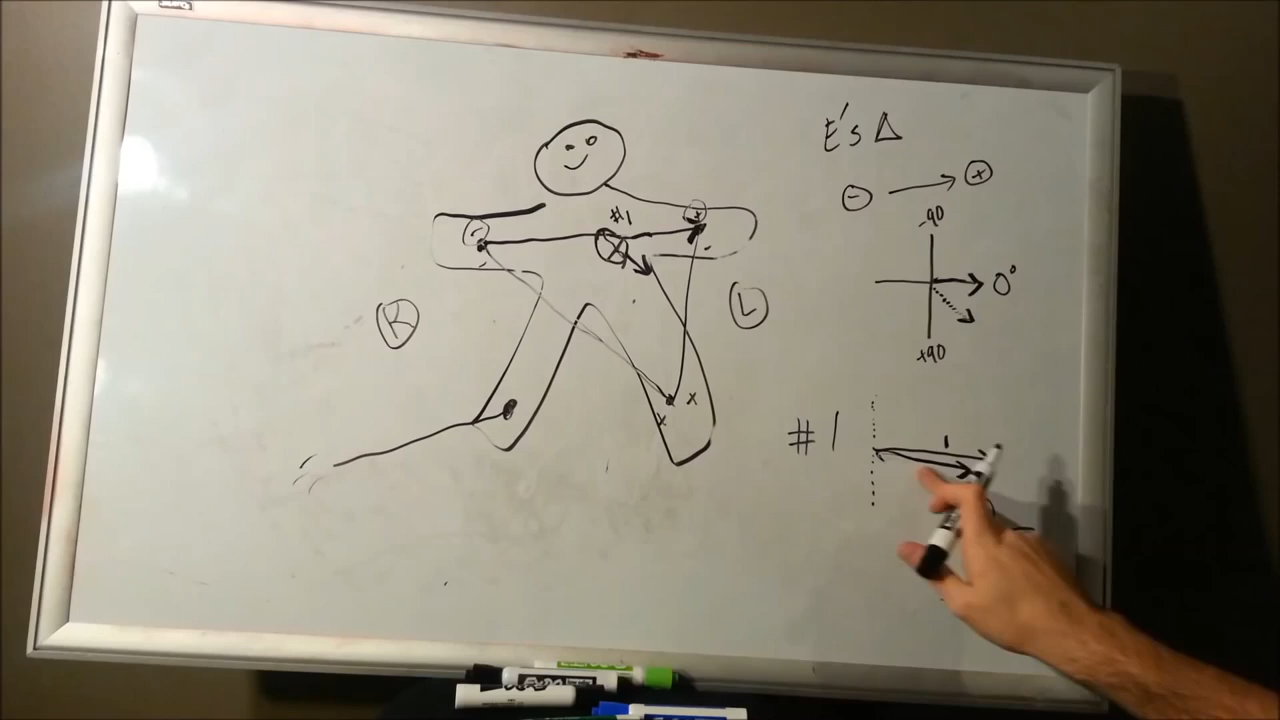 E's Δ
- → +
-90
0°
+90
#1
- +
R
L
x x
#1
1